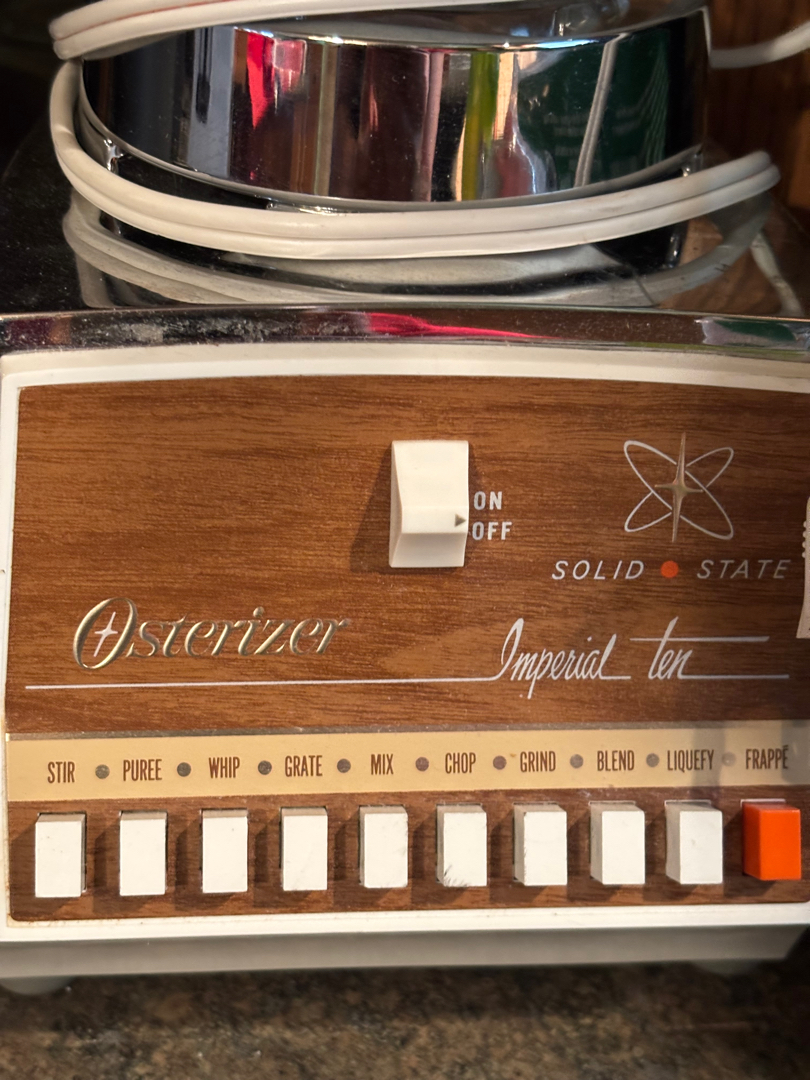 ON
OFF
SOLID STATE
Osterizer
Imperial ten
STIR PUREE WHIP GRATE MIX CHOP GRIND BLEND LIQUEFY FRAPPÉ